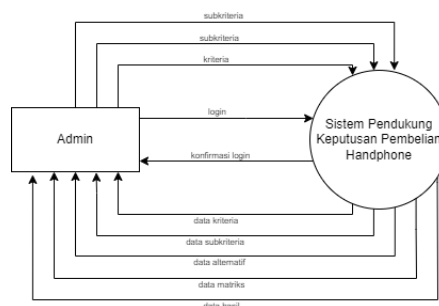 subkriteria
subkriteria
kriteria
login
Admin
Sistem Pendukung
Keputusan Pembelian
Handphone
konfirmasi login
data kriteria
data subkriteria
data alternatif
data matriks
data hasil